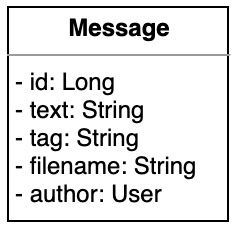 Message
- id: Long
- text: String
- tag: String
- filename: String
- author: User